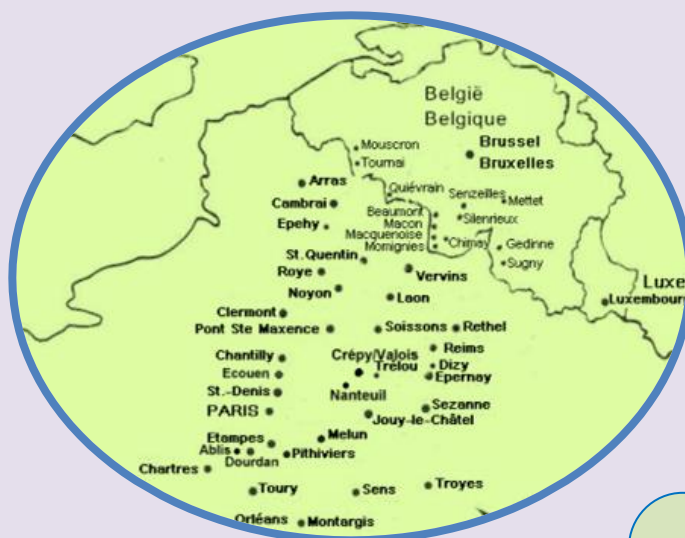 België
Belgique
Brussel
Bruxelles
Mouscron
Tournai
Arras
Quiévrain
Senzeilles
Mettet
Cambrai
Beaumont
Silenrieux
Epehy
Macon
Macquenoise
Momignies
Chimay
Gedinne
St.Quentin
Sugny
Roye
Vervins
Luxe
Noyon
Laon
Luxembourg
Clermont
Pont Ste Maxence
Soissons
Rethel
Reims
Chantilly
Crépy/Valois
Dizy
Ecouen
Trélou
Epernay
St.-Denis
Nanteuil
PARIS
Sezanne
Jouy-le-Châtel
Etampes
Melun
Ablis
Pithiviers
Dourdan
Chartres
Toury
Sens
Troyes
Orléans
Montargis